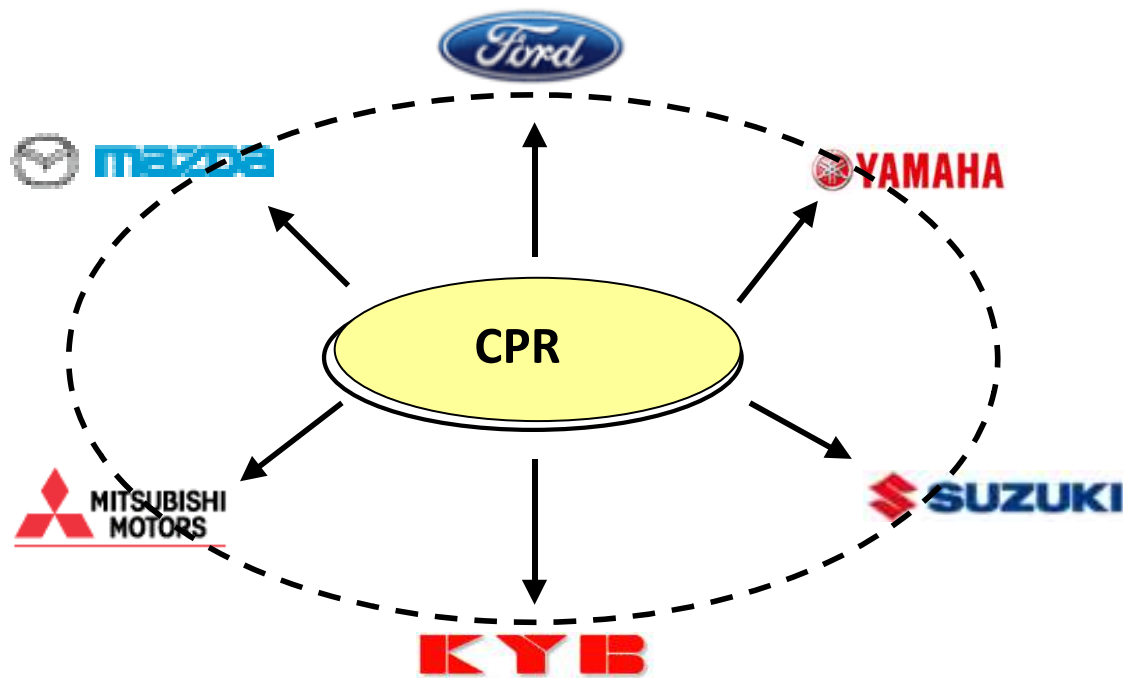 Ford
mazda
YAMAHA
CPR
MITSUBISHI
MOTORS
SUZUKI
KYB